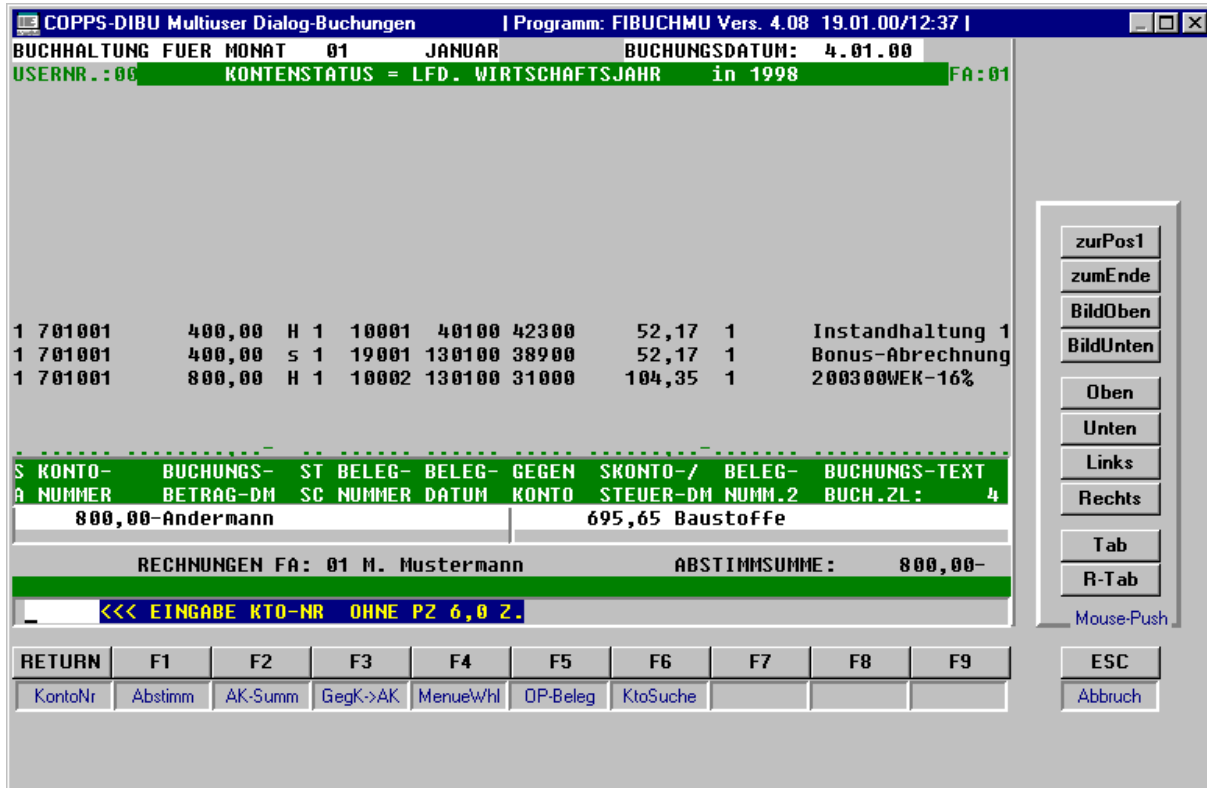 COPPS-DIBU Multiuser Dialog-Buchungen | Programm: FIBUCHMU Vers. 4.08 19.01.00/12:37 |
BUCHHALTUNG FUER MONAT 01 JANUAR BUCHUNGSDATUM: 4.01.00
USERNR.:00 KONTENSTATUS = LFD. WIRTSCHAFTSJAHR in 1998 FA:01
1 701001 400,00 H 1 10001 40100 42300 52,17 1 Instandhaltung 1
1 701001 400,00 s 1 19001 130100 38900 52,17 1 Bonus-Abrechnung
1 701001 800,00 H 1 10002 130100 31000 104,35 1 200300WEK-16%
S KONTO- BUCHUNGS- ST BELEG- BELEG- GEGEN SKONTO-/ BELEG- BUCHUNGS-TEXT
A NUMMER BETRAG-DM SC NUMMER DATUM KONTO STEUER-DM NUMM.2 BUCH.ZL: 4
800,00-Andermann 695,65 Baustoffe
RECHNUNGEN FA: 01 M. Mustermann ABSTIMMSUMME: 800,00-
_ <<< EINGABE KTO-NR OHNE PZ 6,0 Z.
RETURN F1 F2 F3 F4 F5 F6 F7 F8 F9 ESC
KontoNr Abstimm AK-Summ GegK->AK MenueWhl OP-Beleg KtoSuche Abbruch
zurPos1
zumEnde
BildOben
BildUnten
Oben
Unten
Links
Rechts
Tab
R-Tab
Mouse-Push